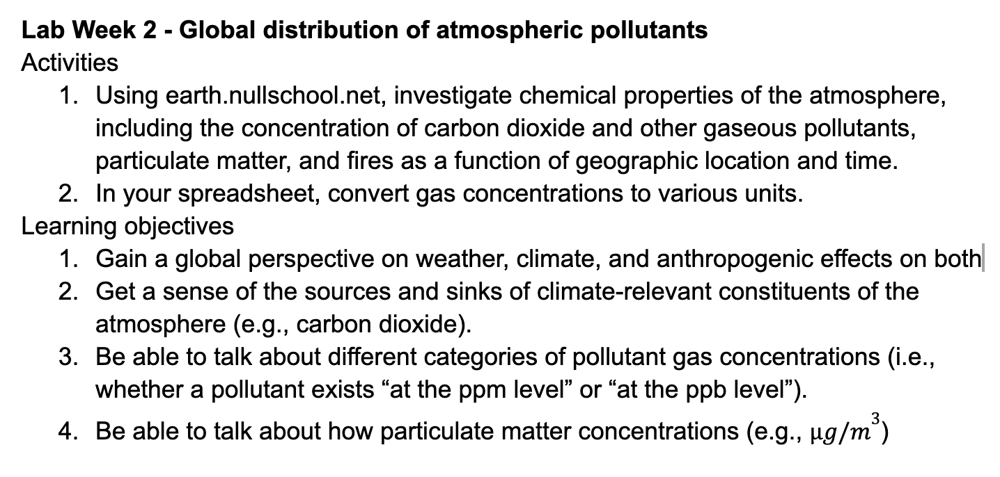 Lab Week 2 - Global distribution of atmospheric pollutants
Activities
1. Using earth.nullschool.net, investigate chemical properties of the atmosphere,
including the concentration of carbon dioxide and other gaseous pollutants,
particulate matter, and fires as a function of geographic location and time.
2. In your spreadsheet, convert gas concentrations to various units.
Learning objectives
1. Gain a global perspective on weather, climate, and anthropogenic effects on both
2. Get a sense of the sources and sinks of climate-relevant constituents of the
atmosphere (e.g., carbon dioxide).
3. Be able to talk about different categories of pollutant gas concentrations (i.e.,
whether a pollutant exists “at the ppm level” or “at the ppb level”).
4. Be able to talk about how particulate matter concentrations (e.g., μg/m³)